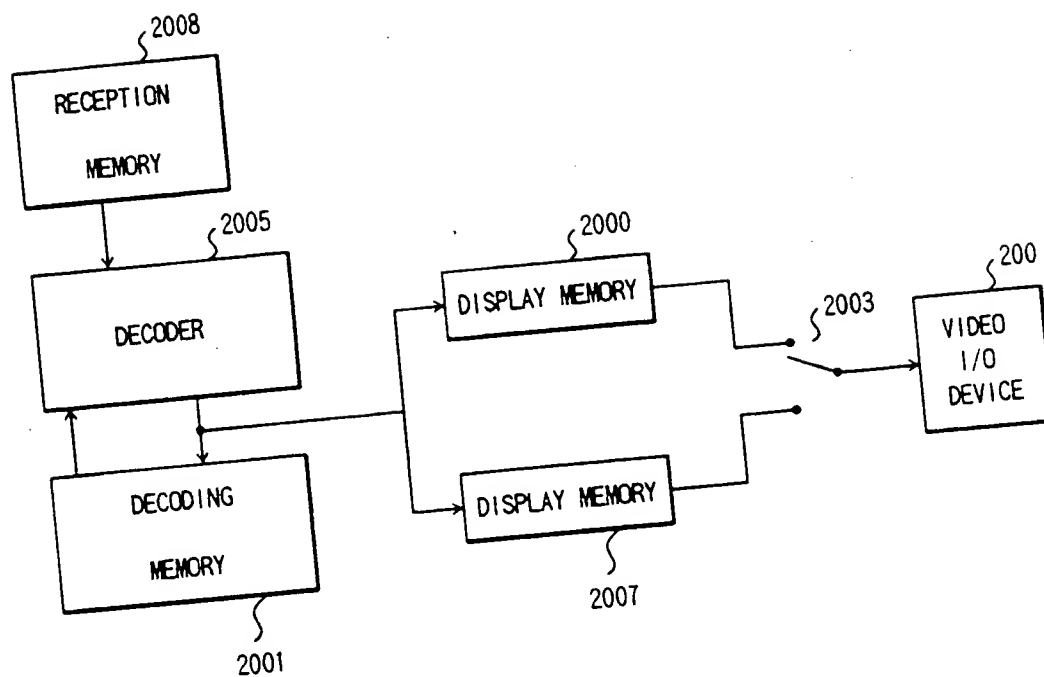 2008
RECEPTION
MEMORY
2005
DECODER
DECODING
MEMORY
2001
2000
DISPLAY MEMORY
DISPLAY MEMORY
2007
2003
200
VIDEO
I/O
DEVICE